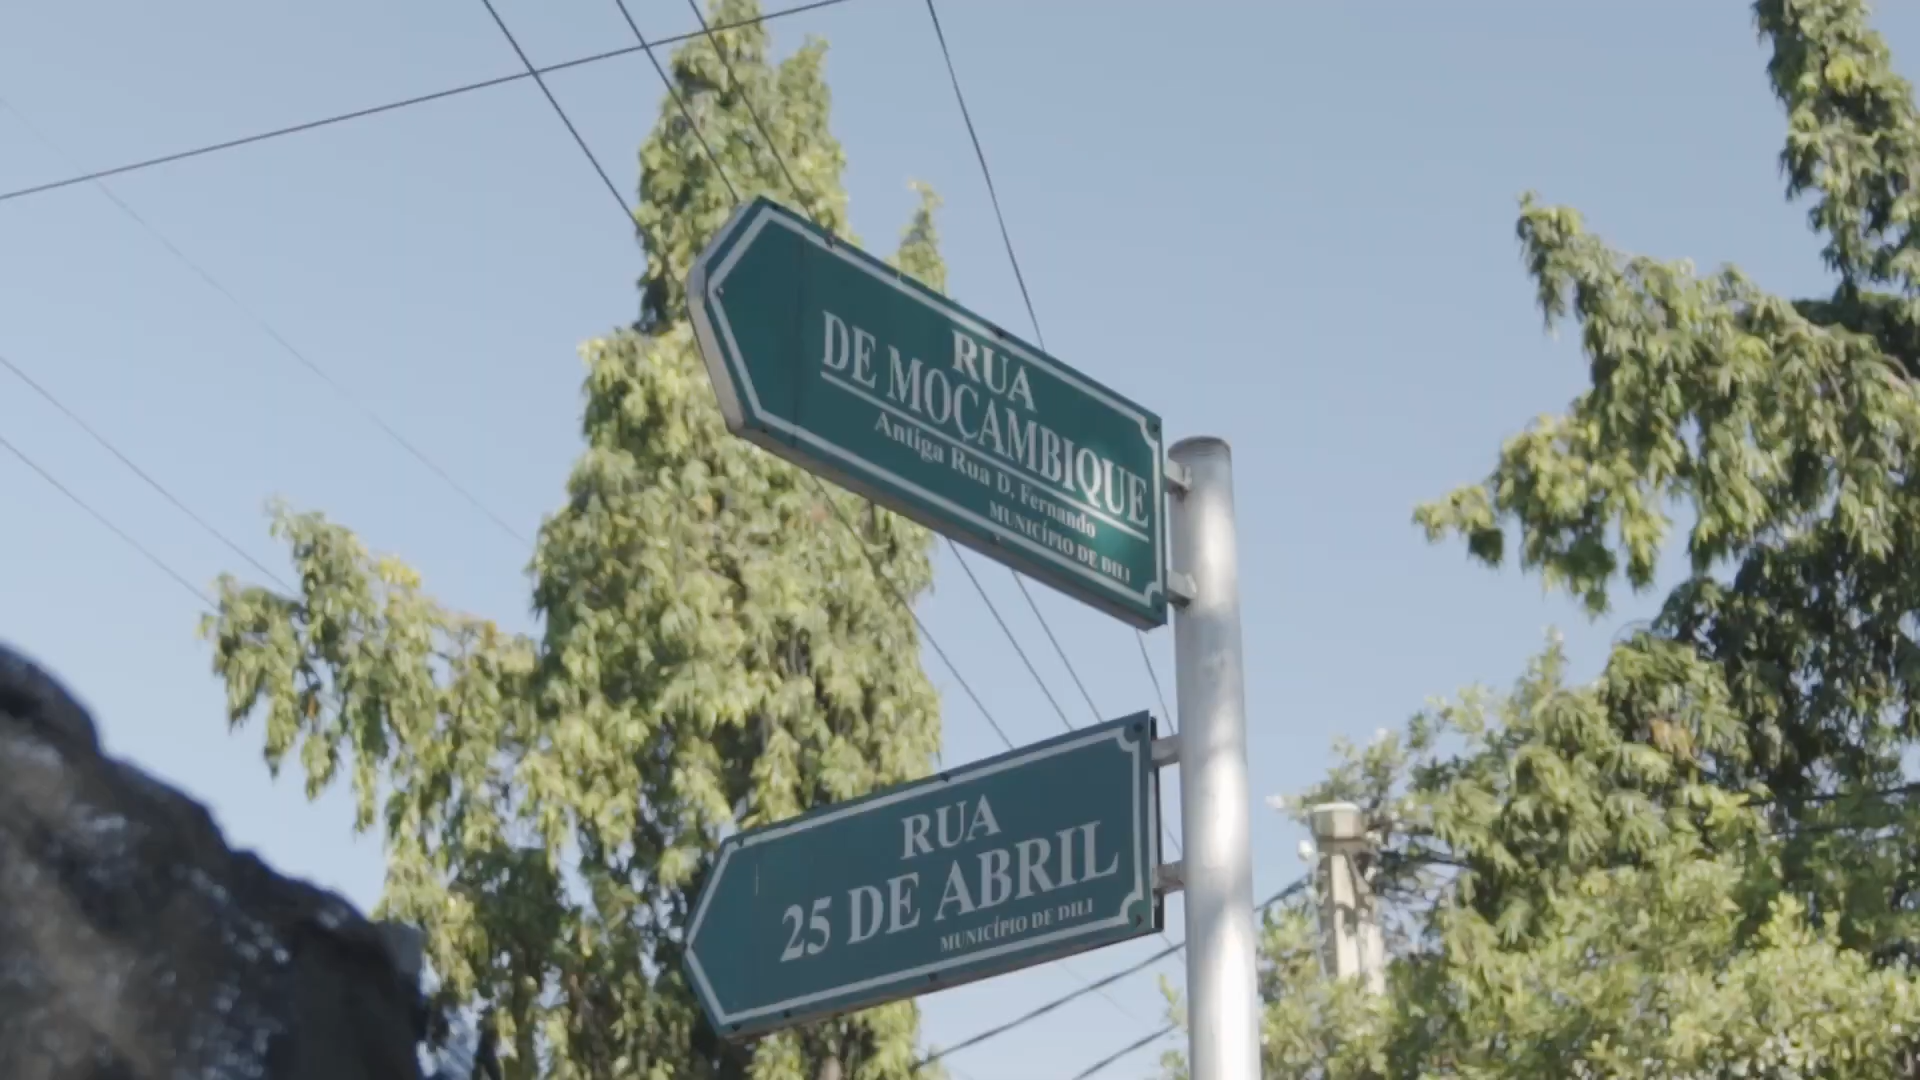 RUA
DE MOÇAMBIQUE
Antiga Rua D. Fernando
MUNICÍPIO DE DILI
RUA
25 DE ABRIL
MUNICÍPIO DE DILI